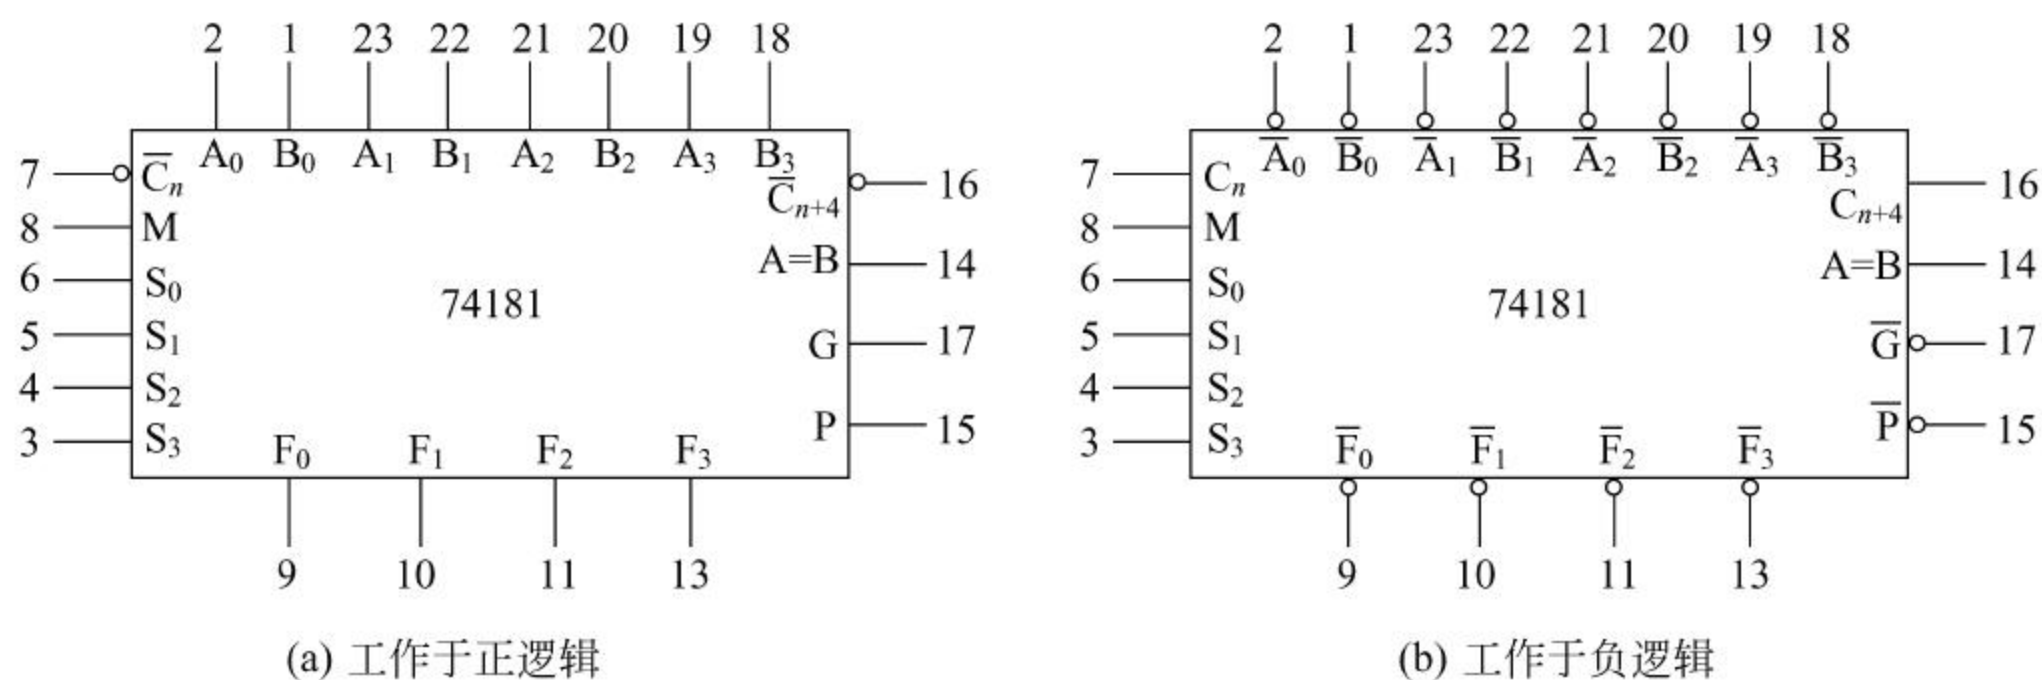 2 1 23 22 21 20 19 18
7 C̅ₙ A₀ B₀ A₁ B₁ A₂ B₂ A₃ B₃
C̅ₙ₊₄ 16
8 M
A=B 14
6 S₀
74181
5 S₁
G 17
4 S₂
P 15
3 S₃
F₀ F₁ F₂ F₃
9 10 11 13
(a) 工作于正逻辑
2 1 23 22 21 20 19 18
7 Cₙ A̅₀ B̅₀ A̅₁ B̅₁ A̅₂ B̅₂ A̅₃ B̅₃
Cₙ₊₄ 16
8 M
A=B 14
6 S₀
74181
5 S₁
G̅ 17
4 S₂
P̅ 15
3 S₃
F̅₀ F̅₁ F̅₂ F̅₃
9 10 11 13
(b) 工作于负逻辑